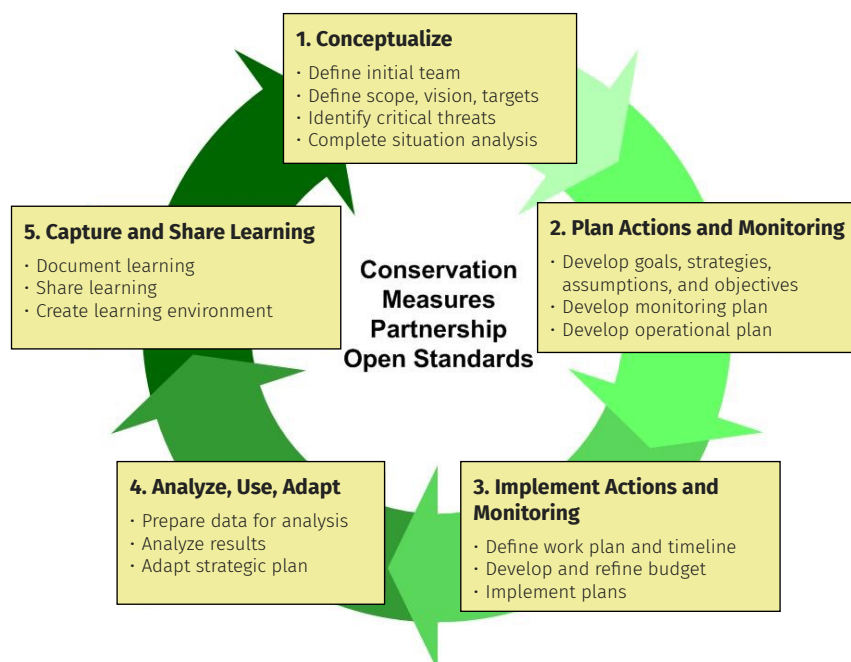 1. Conceptualize
· Define initial team
· Define scope, vision, targets
· Identify critical threats
· Complete situation analysis
2. Plan Actions and Monitoring
· Develop goals, strategies,
assumptions, and objectives
· Develop monitoring plan
· Develop operational plan
3. Implement Actions and
Monitoring
· Define work plan and timeline
· Develop and refine budget
· Implement plans
4. Analyze, Use, Adapt
· Prepare data for analysis
· Analyze results
· Adapt strategic plan
5. Capture and Share Learning
· Document learning
· Share learning
· Create learning environment
Conservation
Measures
Partnership
Open Standards